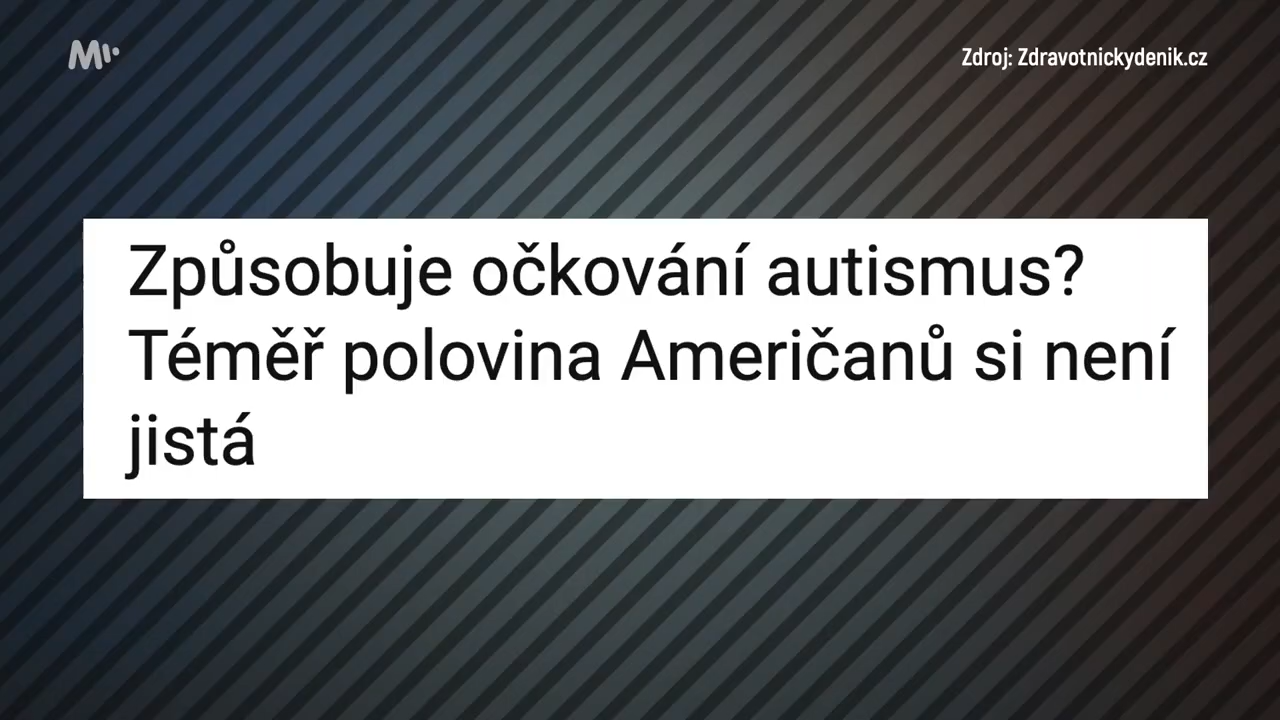 M
Zdroj: Zdravotnickydenik.cz
Způsobuje očkování autismus?
Téměř polovina Američanů si není
jistá